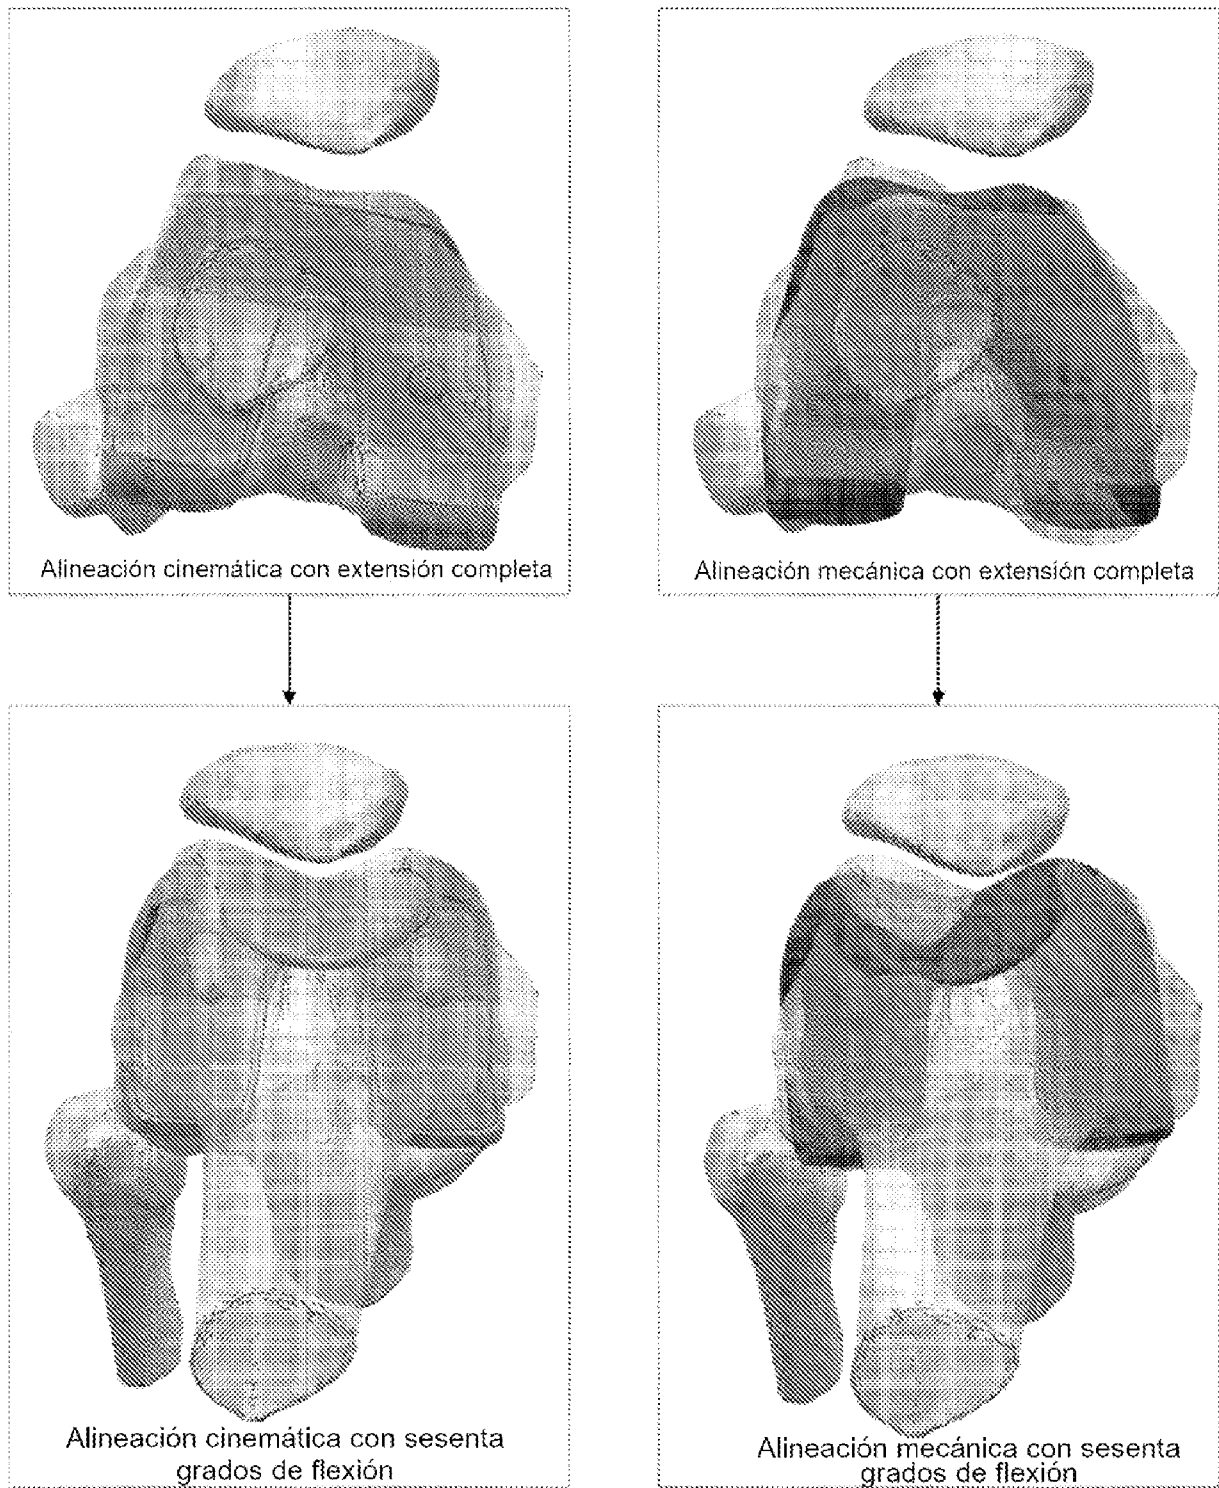 Alineación cinemática con extensión completa
Alineación mecánica con extensión completa
Alineación cinemática con sesenta
grados de flexión
Alineación mecánica con sesenta
grados de flexión